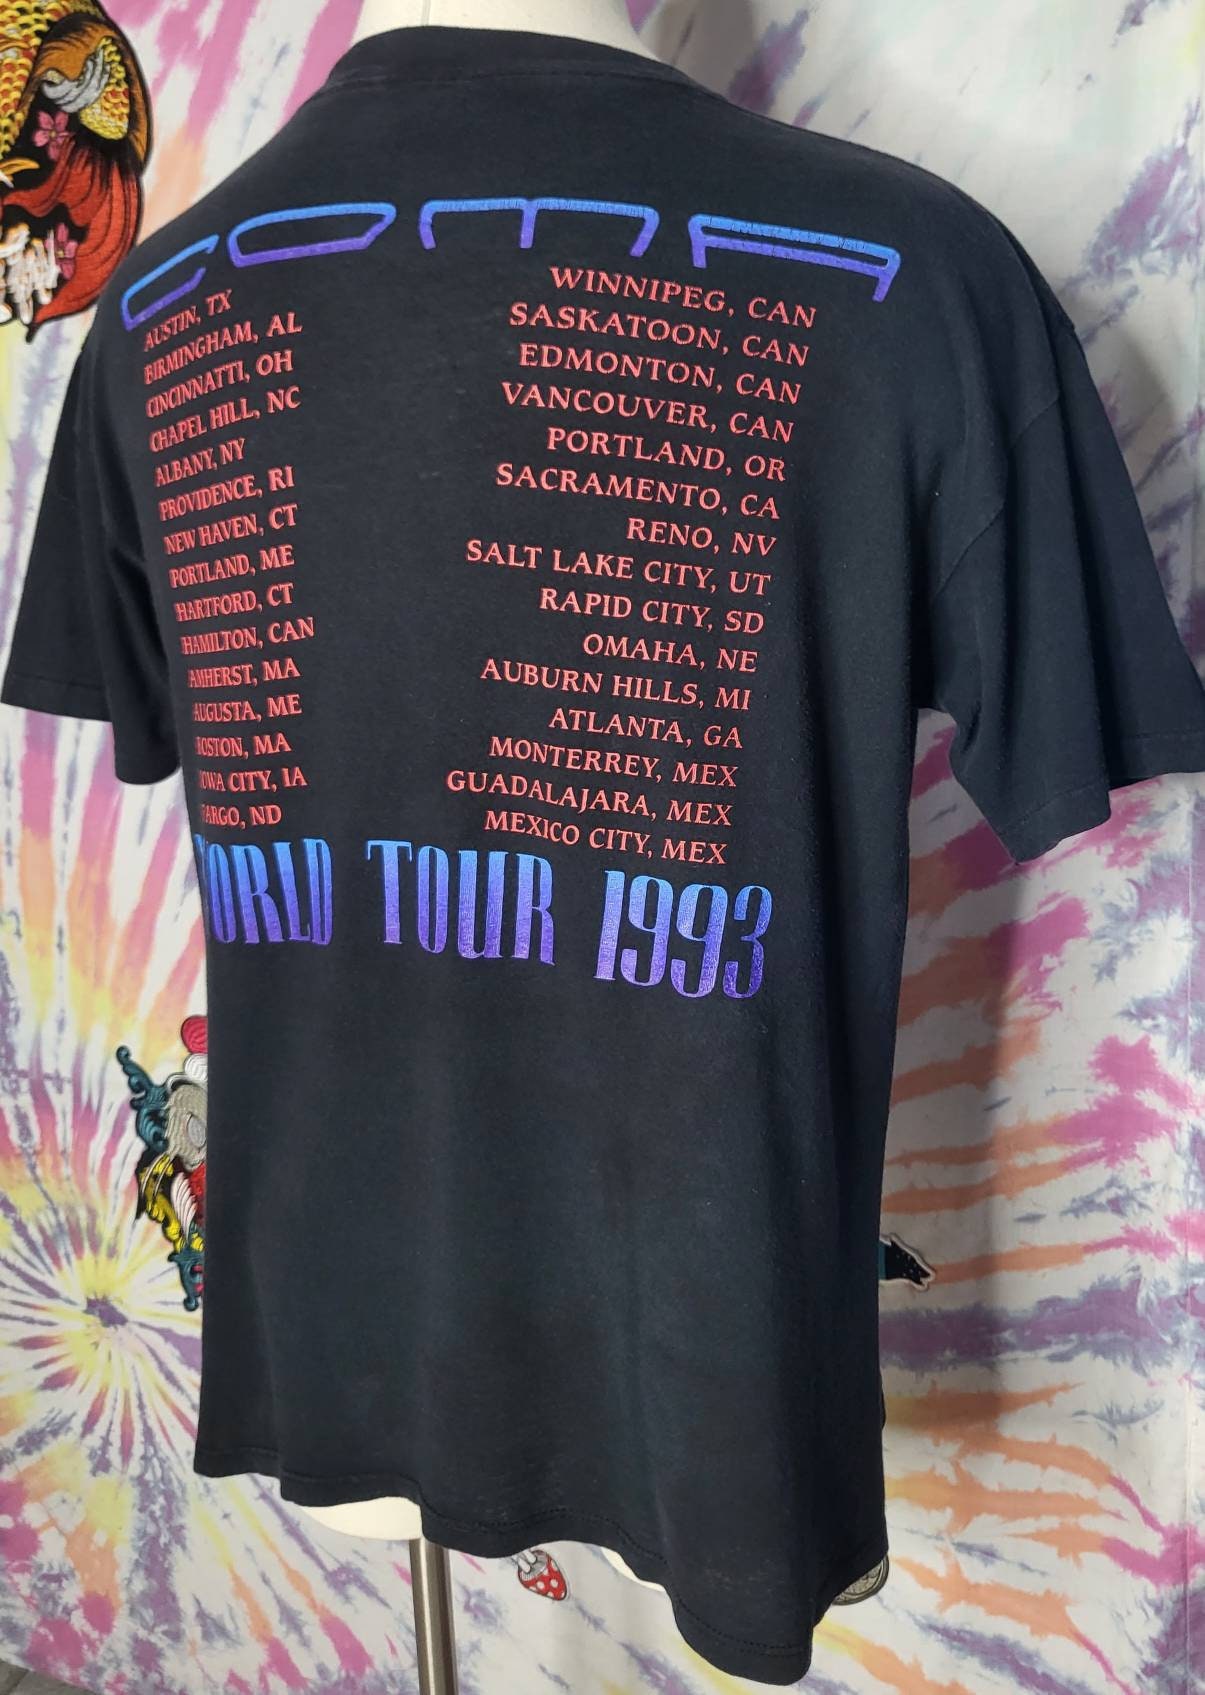 COMA
AUSTIN, TX
BIRMINGHAM, AL
CINCINNATTI, OH
CHAPEL HILL, NC
ALBANY, NY
PROVIDENCE, RI
NEW HAVEN, CT
PORTLAND, ME
HARTFORD, CT
HAMILTON, CAN
AMHERST, MA
AUGUSTA, ME
BOSTON, MA
IOWA CITY, IA
FARGO, ND
WINNIPEG, CAN
SASKATOON, CAN
EDMONTON, CAN
VANCOUVER, CAN
PORTLAND, OR
SACRAMENTO, CA
RENO, NV
SALT LAKE CITY, UT
RAPID CITY, SD
OMAHA, NE
AUBURN HILLS, MI
ATLANTA, GA
MONTERREY, MEX
GUADALAJARA, MEX
MEXICO CITY, MEX
WORLD TOUR 1993